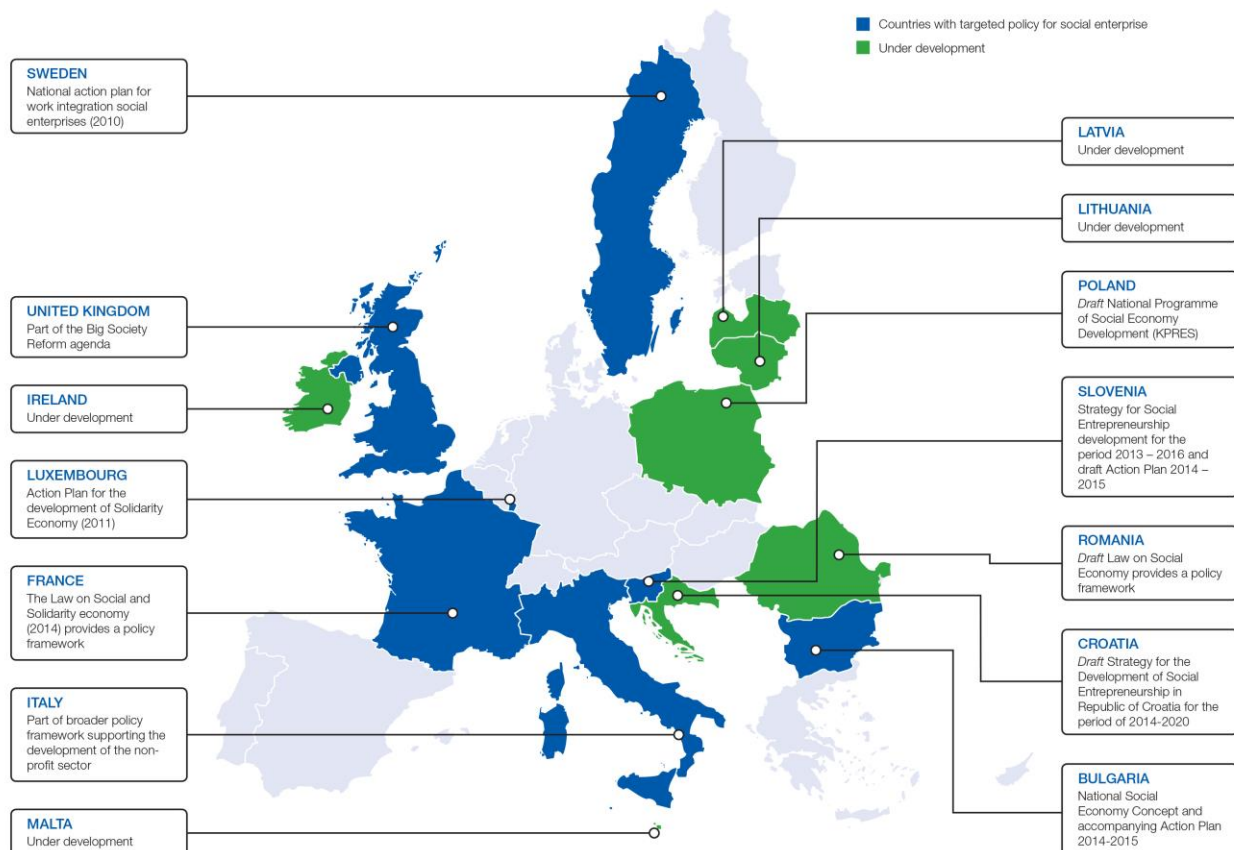 Countries with targeted policy for social enterprise
Under development
SWEDEN
National action plan for
work integration social
enterprises (2010)
UNITED KINGDOM
Part of the Big Society
Reform agenda
IRELAND
Under development
LUXEMBOURG
Action Plan for the
development of Solidarity
Economy (2011)
FRANCE
The Law on Social and
Solidarity economy
(2014) provides a policy
framework
ITALY
Part of broader policy
framework supporting the
development of the non-
profit sector
MALTA
Under development
LATVIA
Under development
LITHUANIA
Under development
POLAND
Draft National Programme
of Social Economy
Development (KPRES)
SLOVENIA
Strategy for Social
Entrepreneurship
development for the
period 2013 – 2016 and
draft Action Plan 2014 –
2015
ROMANIA
Draft Law on Social
Economy provides a policy
framework
CROATIA
Draft Strategy for the
Development of Social
Entrepreneurship in
Republic of Croatia for the
period of 2014-2020
BULGARIA
National Social
Economy Concept and
accompanying Action Plan
2014-2015